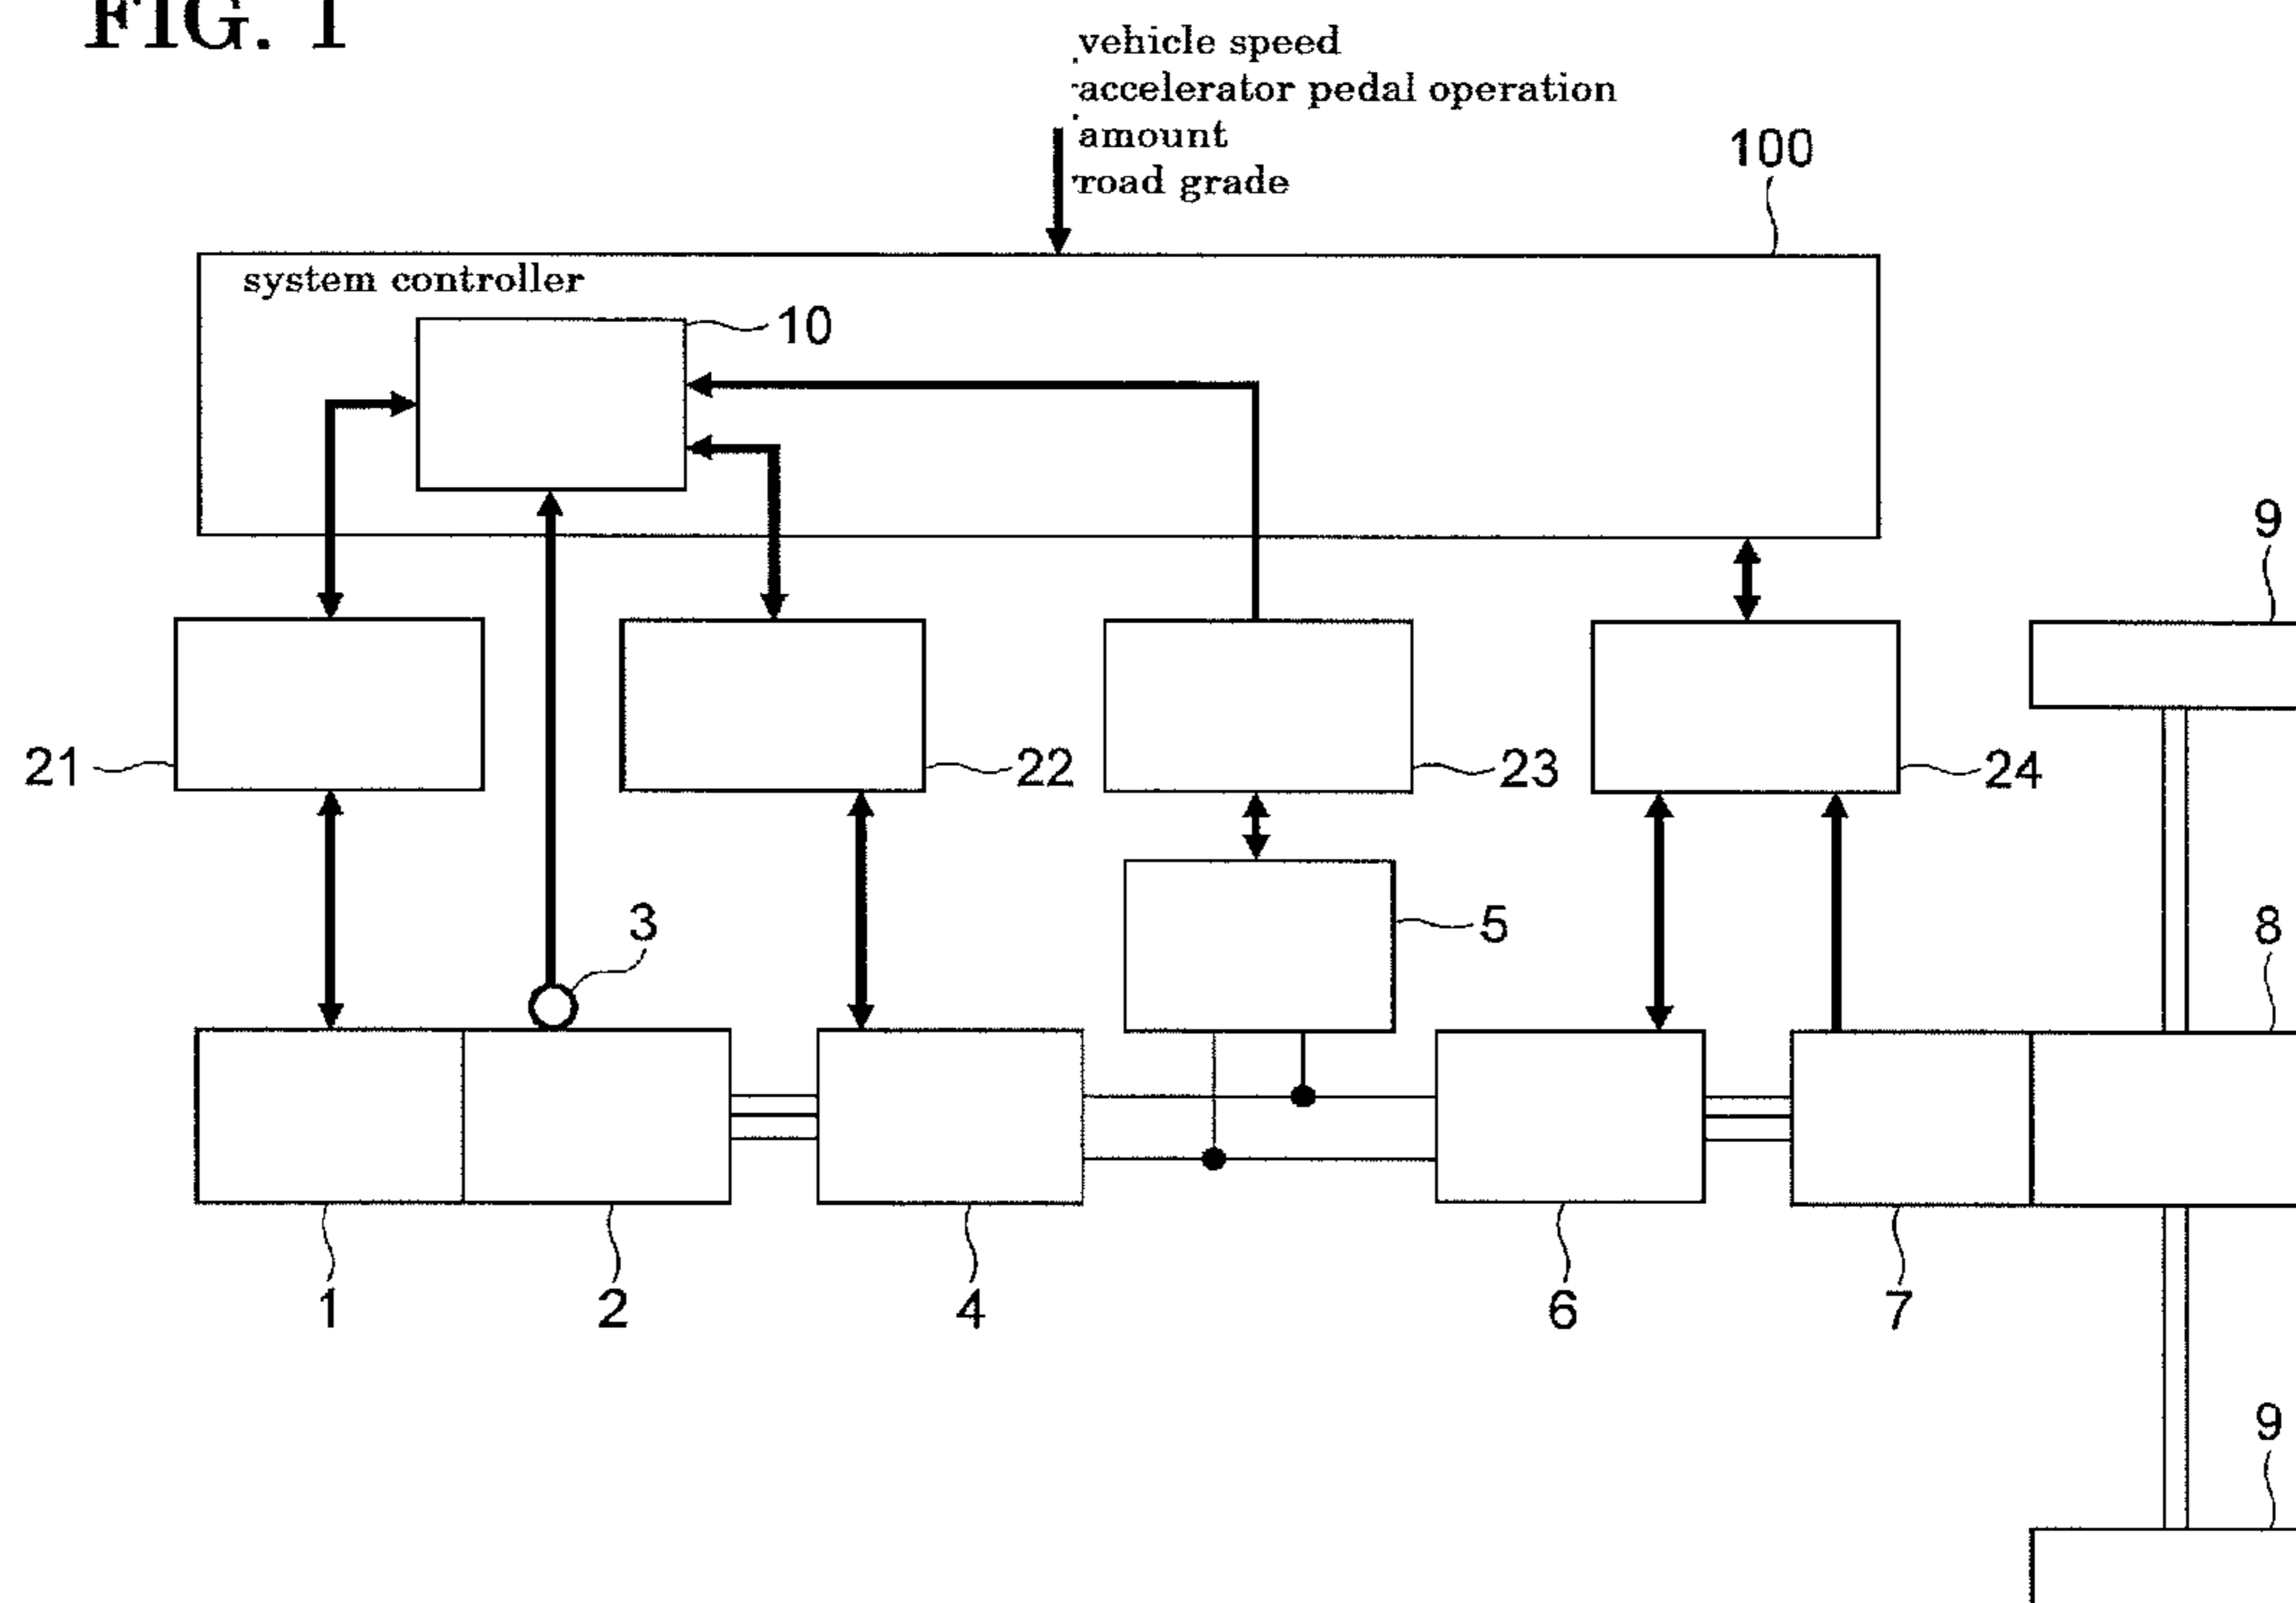 FIG. 1
vehicle speed
accelerator pedal operation
amount
road grade
100
system controller
10
9
21
22
23
24
3
5
8
1
2
4
6
7
9